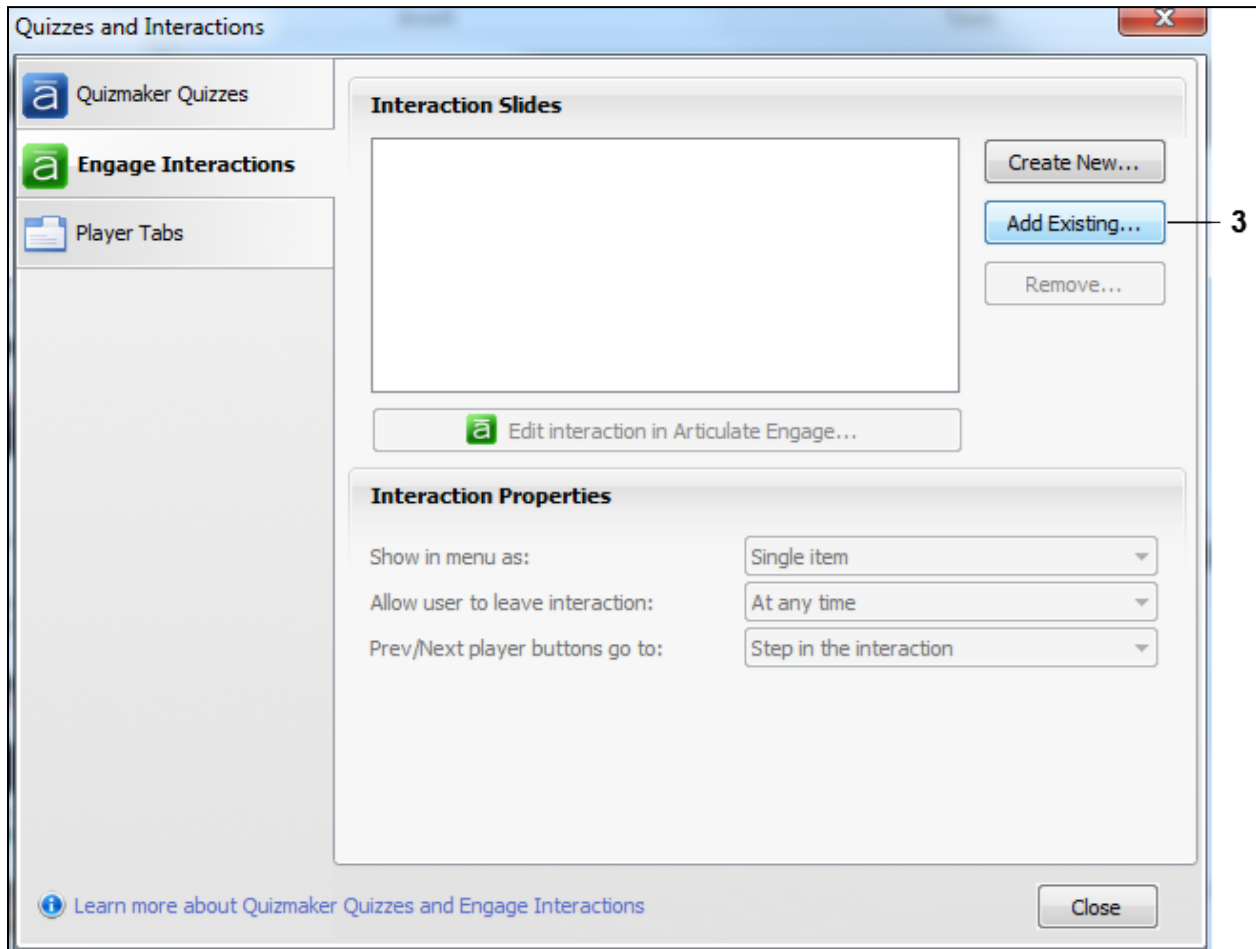 Quizzes and Interactions
Quizmaker Quizzes
Engage Interactions
Player Tabs
Interaction Slides
Create New...
Add Existing...
3
Remove...
Edit interaction in Articulate Engage...
Interaction Properties
Show in menu as: Single item
Allow user to leave interaction: At any time
Prev/Next player buttons go to: Step in the interaction
Learn more about Quizmaker Quizzes and Engage Interactions
Close